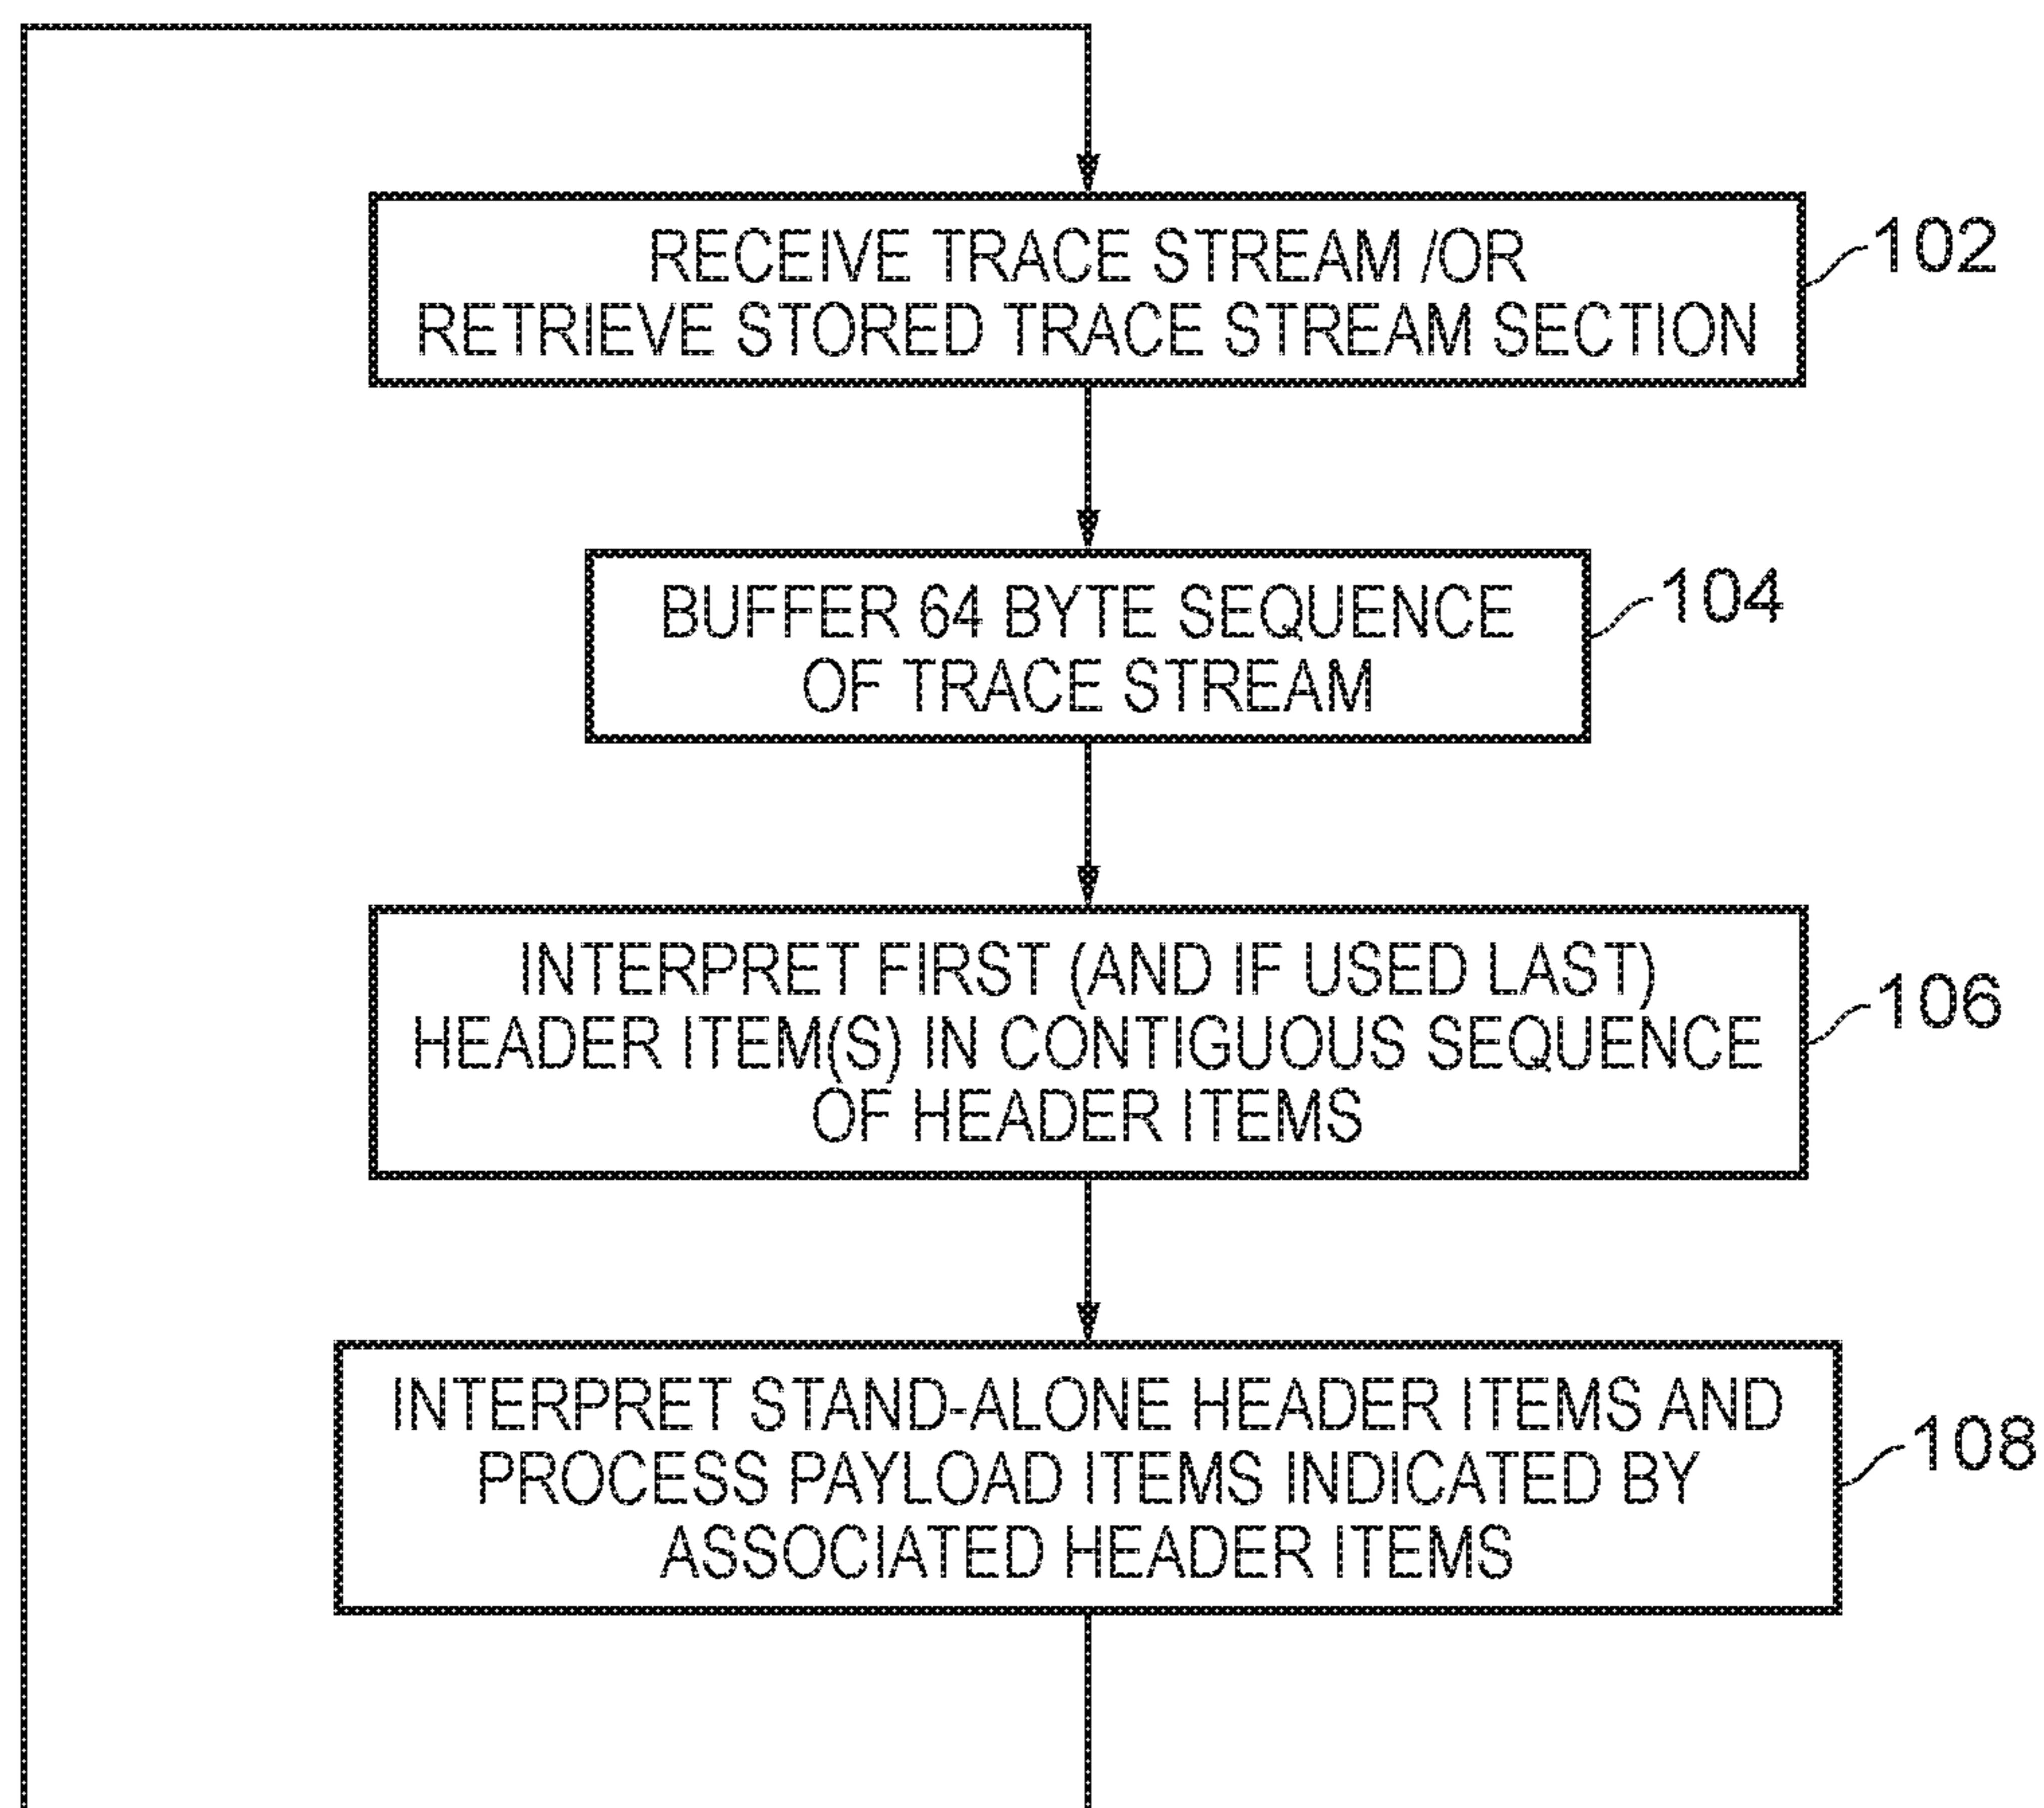 RECEIVE TRACE STREAM /OR
RETRIEVE STORED TRACE STREAM SECTION
102
BUFFER 64 BYTE SEQUENCE
OF TRACE STREAM
104
INTERPRET FIRST (AND IF USED LAST)
HEADER ITEM(S) IN CONTIGUOUS SEQUENCE
OF HEADER ITEMS
106
INTERPRET STAND-ALONE HEADER ITEMS AND
PROCESS PAYLOAD ITEMS INDICATED BY
ASSOCIATED HEADER ITEMS
108